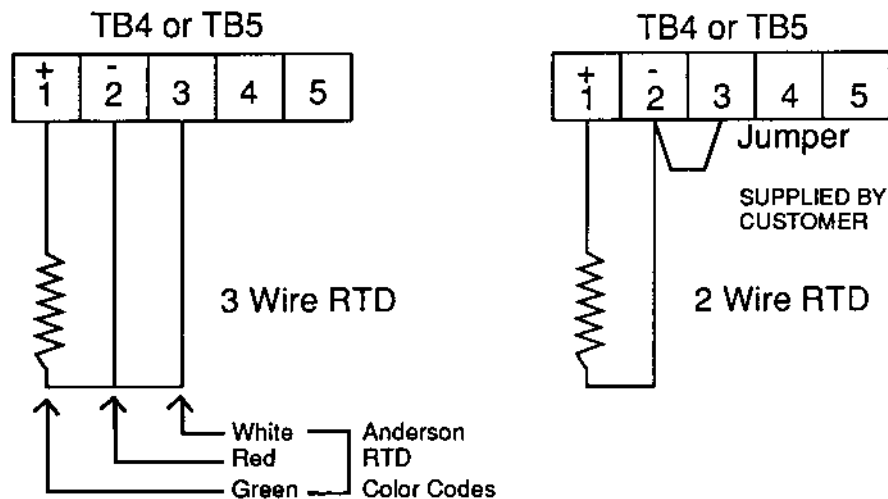 TB4 or TB5
+ -
1 2 3 4 5
3 Wire RTD
White
Red
Green
Anderson
RTD
Color Codes
TB4 or TB5
+ -
1 2 3 4 5
Jumper
SUPPLIED BY
CUSTOMER
2 Wire RTD